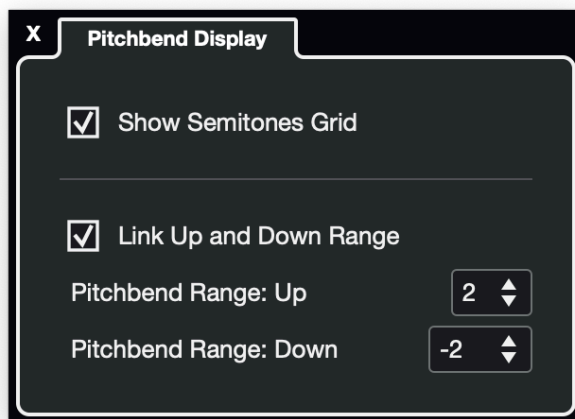 X Pitchbend Display
Show Semitones Grid
Link Up and Down Range
Pitchbend Range: Up 2
Pitchbend Range: Down -2